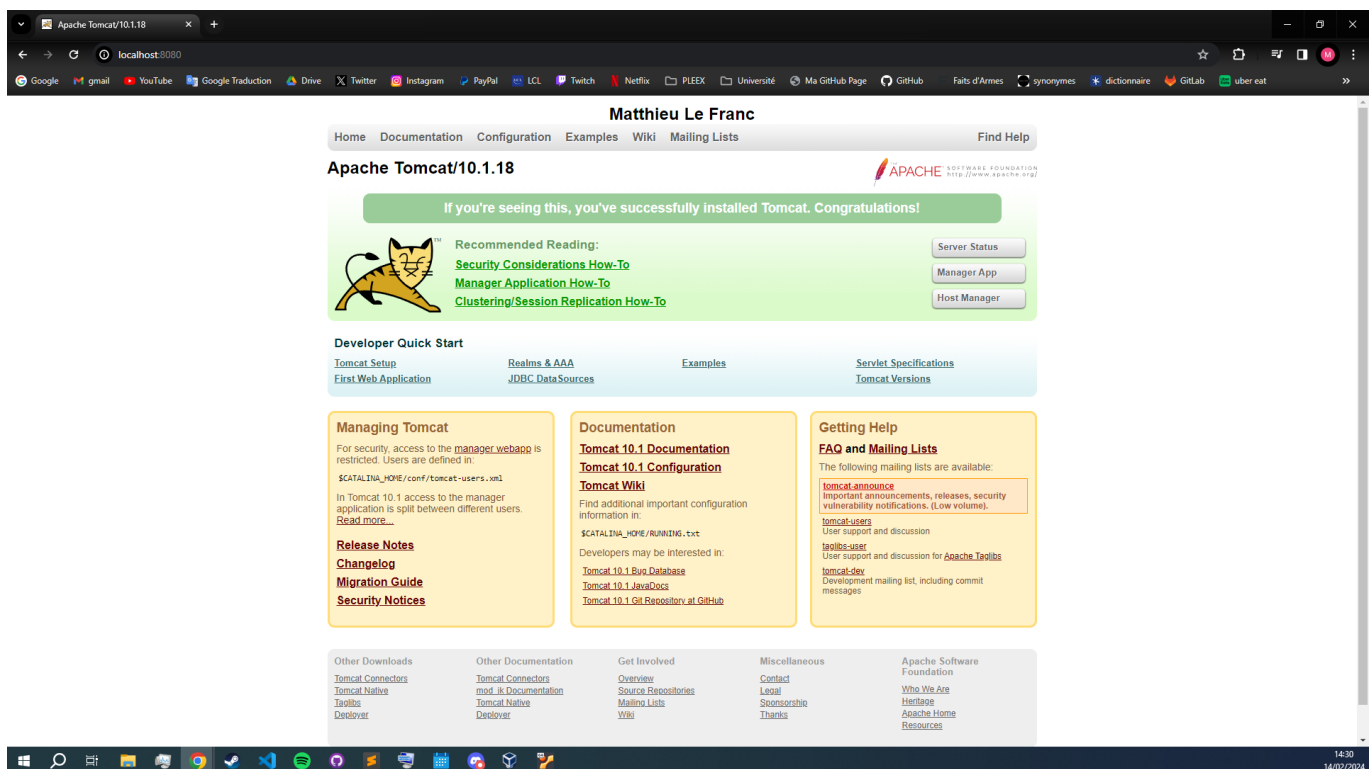 Apache Tomcat/10.1.18
localhost:8080
Google gmail YouTube Google Traduction Drive Twitter Instagram PayPal LCL Twitch Netflix PLEEX Université Ma GitHub Page GitHub Faits d'Armes synonymes dictionnaire GitLab uber eat »
Matthieu Le Franc
Home Documentation Configuration Examples Wiki Mailing Lists Find Help
Apache Tomcat/10.1.18
THE
APACHE SOFTWARE FOUNDATION
http://www.apache.org/
If you're seeing this, you've successfully installed Tomcat. Congratulations!
TM
Recommended Reading:
Security Considerations How-To
Manager Application How-To
Clustering/Session Replication How-To
Server Status
Manager App
Host Manager
Developer Quick Start
Tomcat Setup
First Web Application
Realms & AAA
JDBC DataSources
Examples
Servlet Specifications
Tomcat Versions
Managing Tomcat
For security, access to the manager webapp is
restricted. Users are defined in:
$CATALINA_HOME/conf/tomcat-users.xml
In Tomcat 10.1 access to the manager
application is split between different users.
Read more...
Release Notes
Changelog
Migration Guide
Security Notices
Documentation
Tomcat 10.1 Documentation
Tomcat 10.1 Configuration
Tomcat Wiki
Find additional important configuration
information in:
$CATALINA_HOME/RUNNING.txt
Developers may be interested in:
Tomcat 10.1 Bug Database
Tomcat 10.1 JavaDocs
Tomcat 10.1 Git Repository at GitHub
Getting Help
FAQ and Mailing Lists
The following mailing lists are available:
tomcat-announce
Important announcements, releases, security
vulnerability notifications. (Low volume).
tomcat-users
User support and discussion
taglibs-user
User support and discussion for Apache Taglibs
tomcat-dev
Development mailing list, including commit
messages
Other Downloads
Tomcat Connectors
Tomcat Native
Taglibs
Deployer
Other Documentation
Tomcat Connectors
mod_jk Documentation
Tomcat Native
Deployer
Get Involved
Overview
Source Repositories
Mailing Lists
Wiki
Miscellaneous
Contact
Legal
Sponsorship
Thanks
Apache Software
Foundation
Who We Are
Heritage
Apache Home
Resources
14:30
14/02/2024